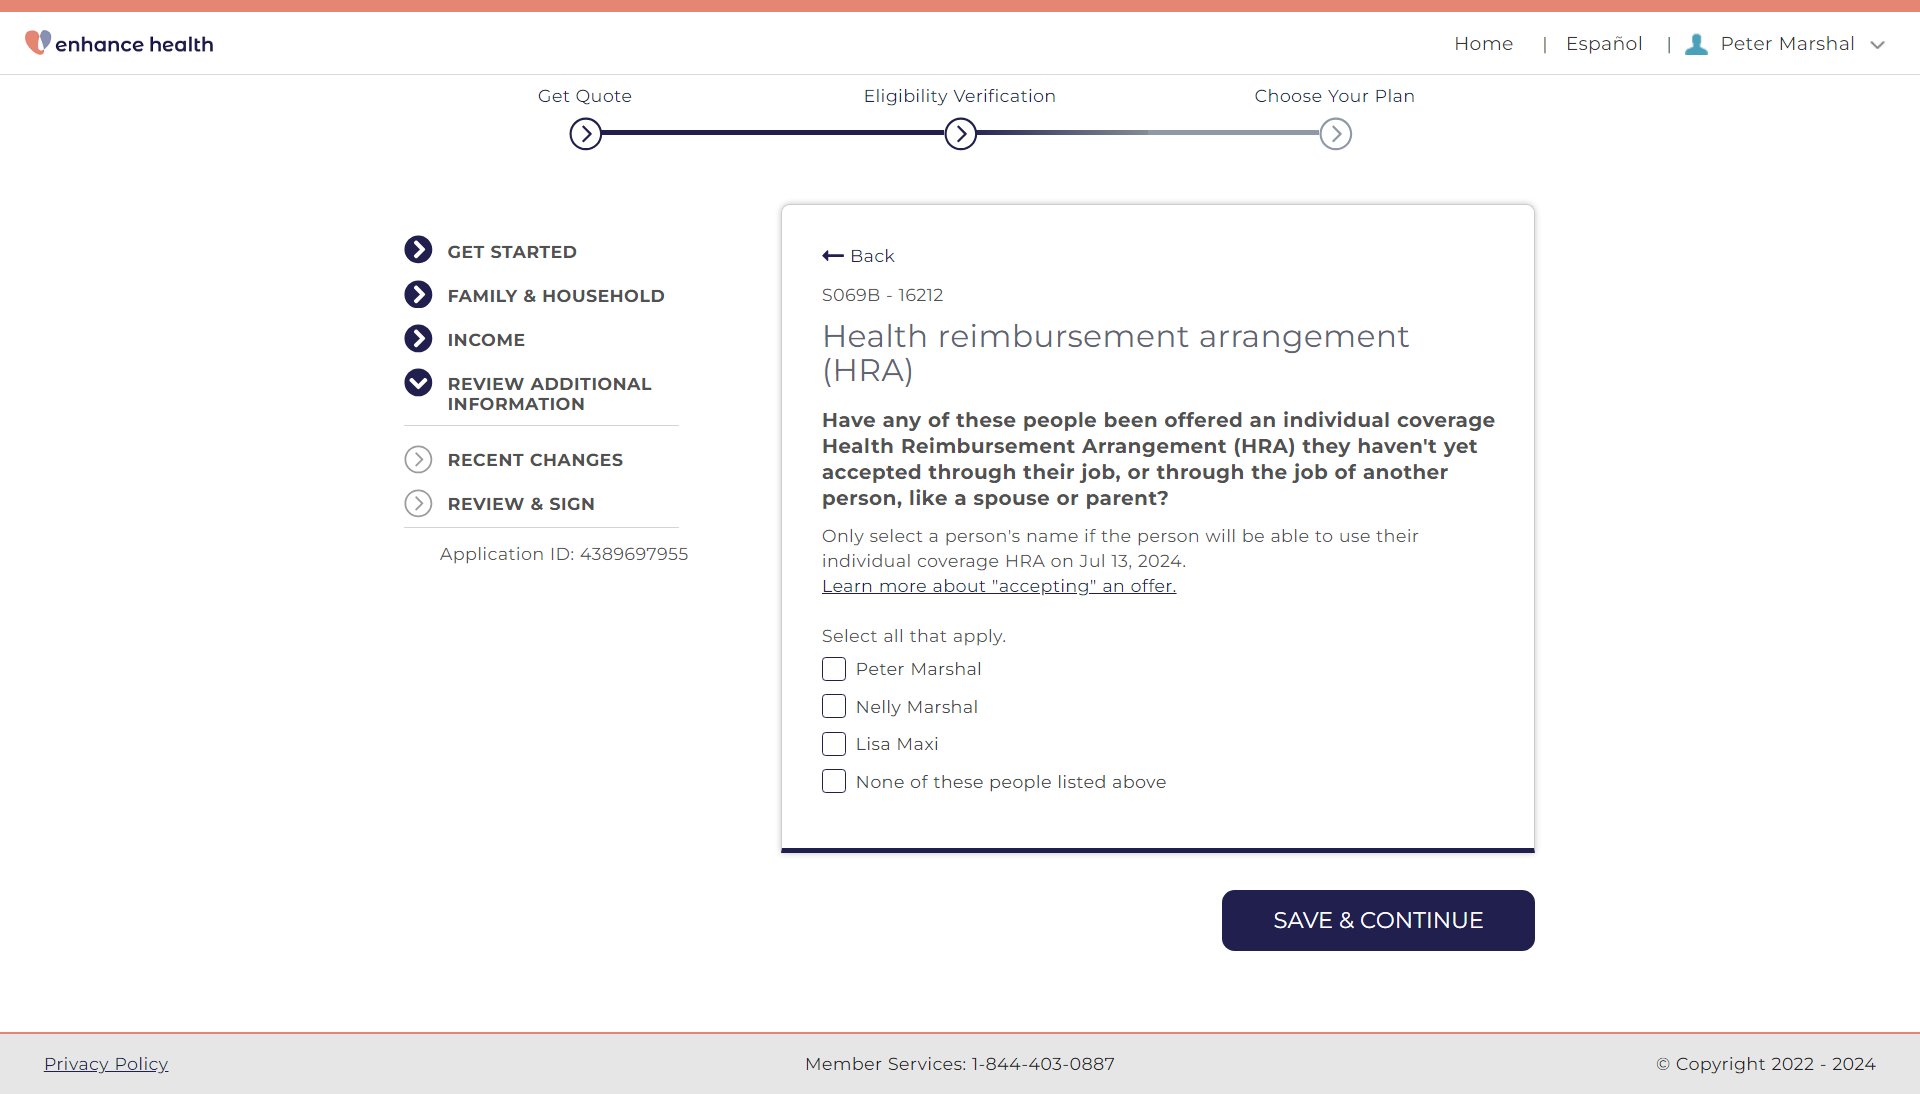 enhance health
Home | Español | Peter Marshal
Get Quote
Eligibility Verification
Choose Your Plan
GET STARTED
FAMILY & HOUSEHOLD
INCOME
REVIEW ADDITIONAL
INFORMATION
RECENT CHANGES
REVIEW & SIGN
Application ID: 4389697955
Back
S069B - 16212
Health reimbursement arrangement
(HRA)
Have any of these people been offered an individual coverage
Health Reimbursement Arrangement (HRA) they haven't yet
accepted through their job, or through the job of another
person, like a spouse or parent?
Only select a person's name if the person will be able to use their
individual coverage HRA on Jul 13, 2024.
Learn more about "accepting" an offer.
Select all that apply.
Peter Marshal
Nelly Marshal
Lisa Maxi
None of these people listed above
SAVE & CONTINUE
Privacy Policy
Member Services: 1-844-403-0887
© Copyright 2022 - 2024